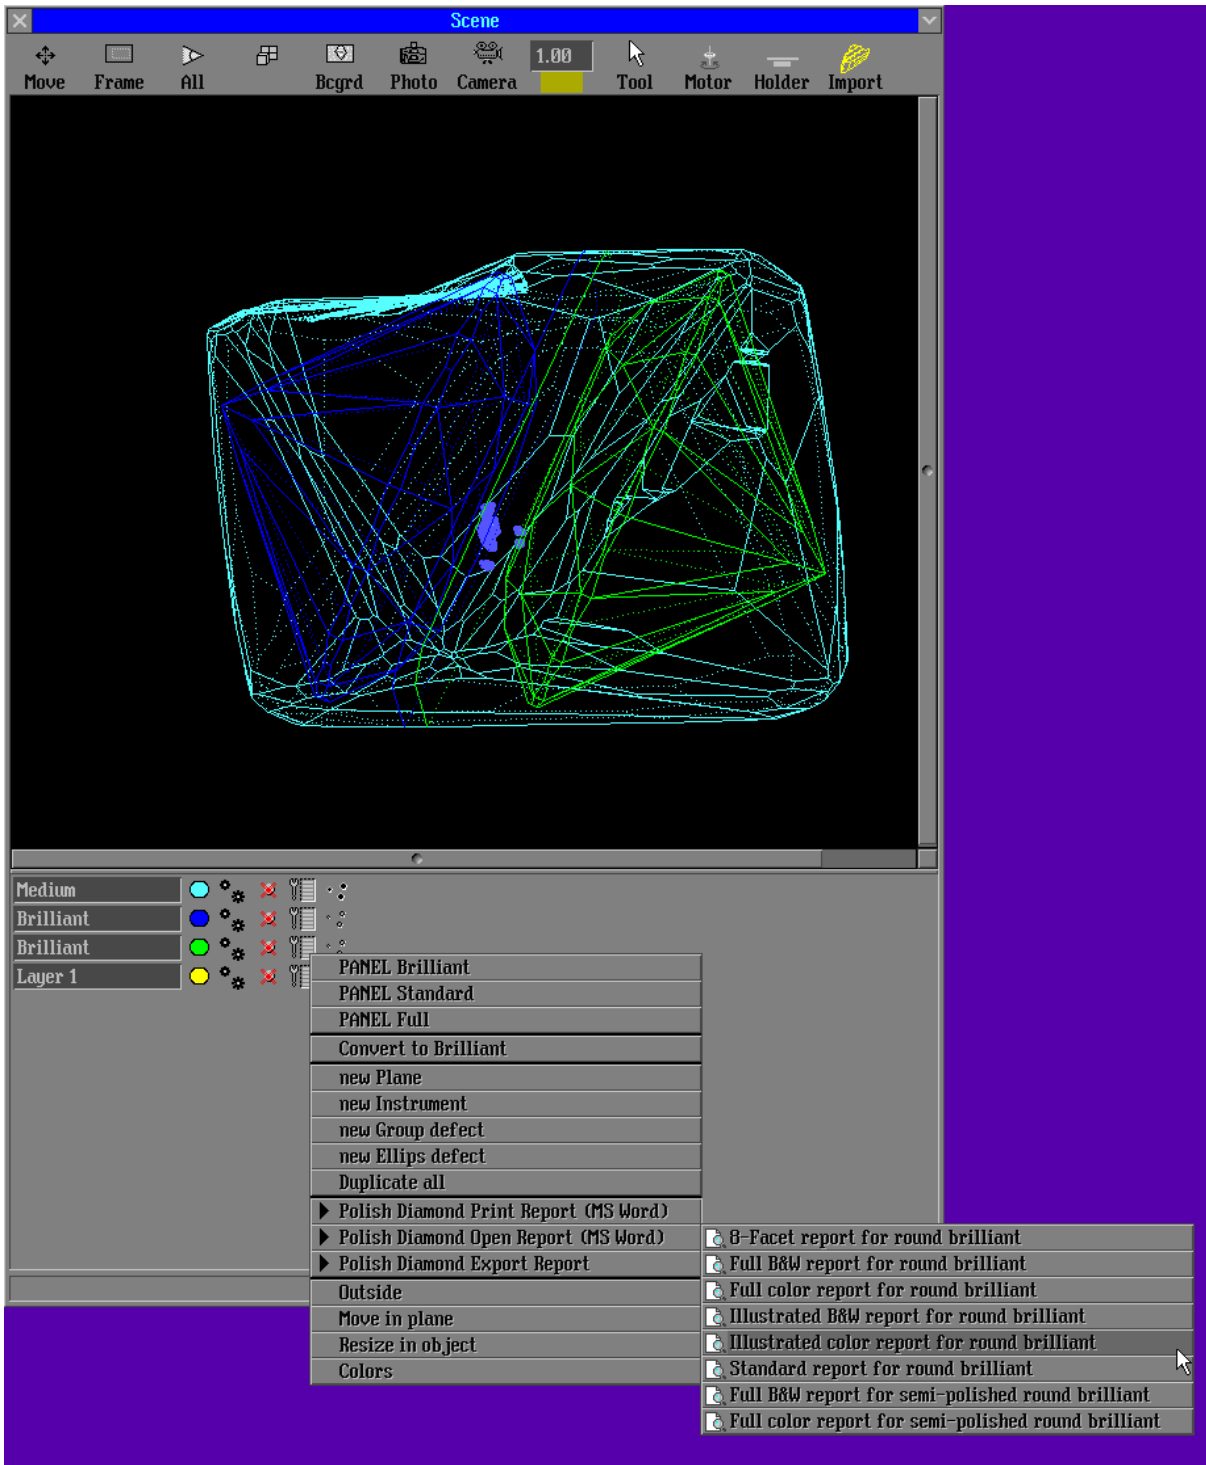 Scene
1.00
Move Frame All Bcgrd Photo Camera Tool Motor Holder Import
Medium
Brilliant
Brilliant
Layer 1
PANEL Brilliant
PANEL Standard
PANEL Full
Convert to Brilliant
new Plane
new Instrument
new Group defect
new Ellips defect
Duplicate all
Polish Diamond Print Report (MS Word)
Polish Diamond Open Report (MS Word)
Polish Diamond Export Report
Outside
Move in plane
Resize in object
Colors
8-Facet report for round brilliant
Full B&W report for round brilliant
Full color report for round brilliant
Illustrated B&W report for round brilliant
Illustrated color report for round brilliant
Standard report for round brilliant
Full B&W report for semi-polished round brilliant
Full color report for semi-polished round brilliant